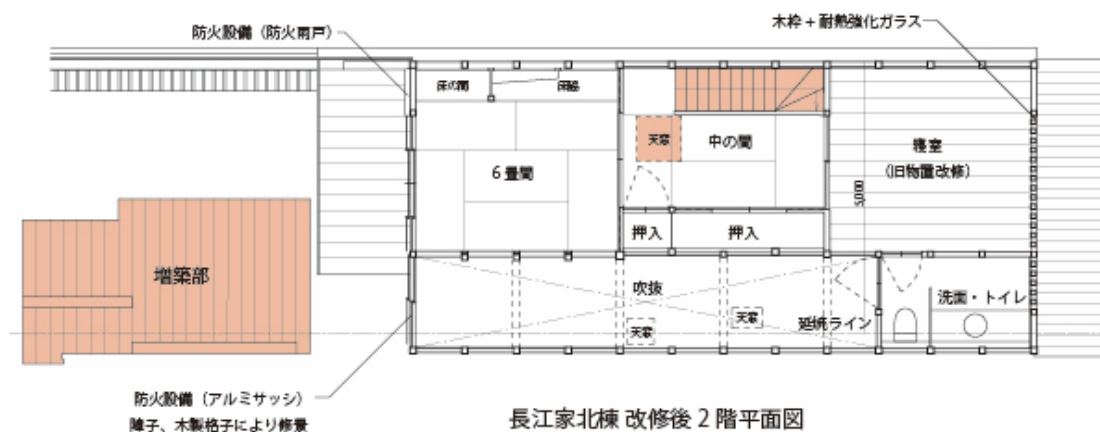 防火設備（防火雨戸）
木枠＋耐熱強化ガラス
床の間
床脇
天窓
中の間
寝室
（旧物置改修）
6畳間
5,000
押入
押入
増築部
吹抜
洗面・トイレ
天窓
天窓
延焼ライン
防火設備（アルミサッシ）
障子、木製格子により修景
長江家北棟 改修後 2 階平面図